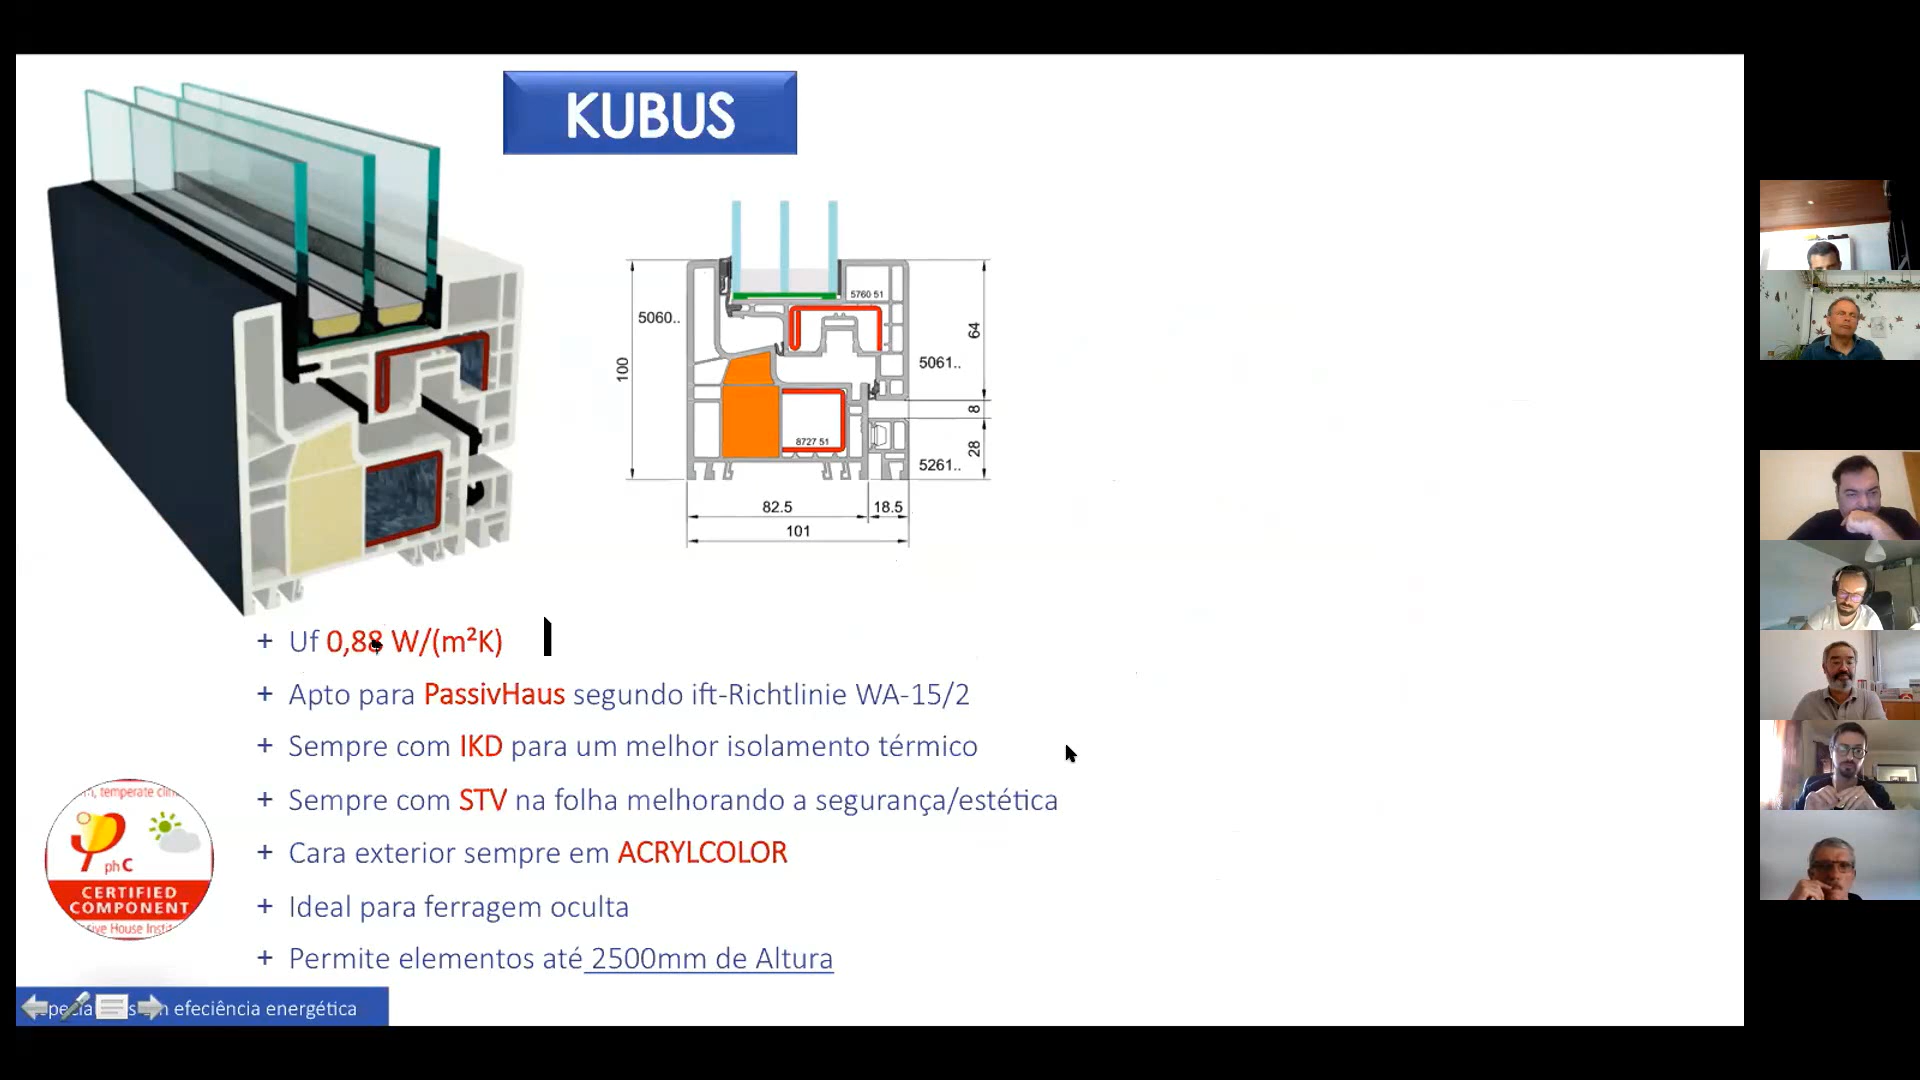 KUBUS
5760 51
5060..
64
5061..
100
8
8727 51
28
5261..
82.5
18.5
101
+ Uf 0,88 W/(m²K)
+ Apto para PassivHaus segundo ift-Richtlinie WA-15/2
+ Sempre com IKD para um melhor isolamento térmico
+ Sempre com STV na folha melhorando a segurança/estética
+ Cara exterior sempre em ACRYLCOLOR
+ Ideal para ferragem oculta
+ Permite elementos até 2500mm de Altura
temperate
phC
CERTIFIED
COMPONENT
House
efeciência energética